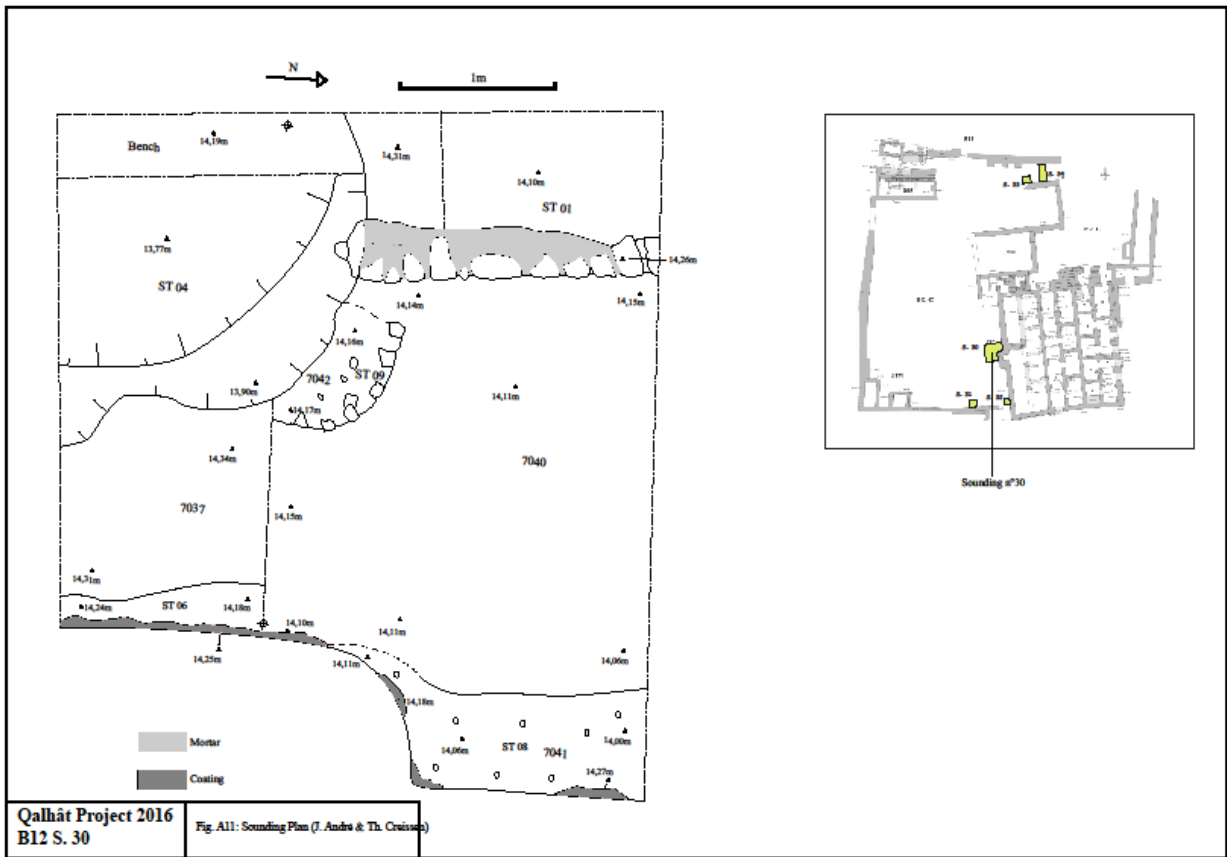 N
1m
14,19m
Bench
14,31m
14,10m
ST 01
13,77m
14,26m
ST 04
14,14m
14,15m
14,16m
ST 09
7042
13,90m
14,17m
14,11m
14,34m
7040
7037
14,15m
14,31m
14,24m
ST 06
14,18m
14,10m
14,11m
14,25m
14,11m
14,06m
14,18m
14,06m
ST 08
7041
14,00m
14,27m
Mortar
Coating
S. 30
Sounding n°30
Qalhât Project 2016
B12 S. 30
Fig. A11: Sounding Plan (J. André & Th. Creissen)